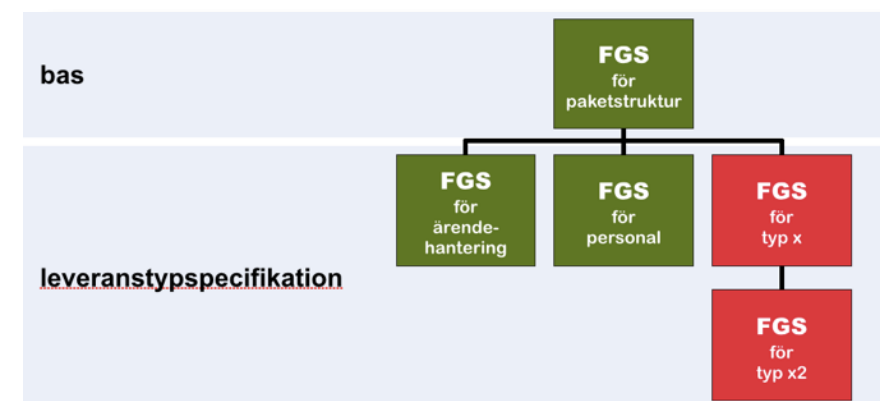 bas
FGS
för
paketstruktur
leveranstypspecifikation
FGS
för
ärende-
hantering
FGS
för
personal
FGS
för
typ x
FGS
för
typ x2